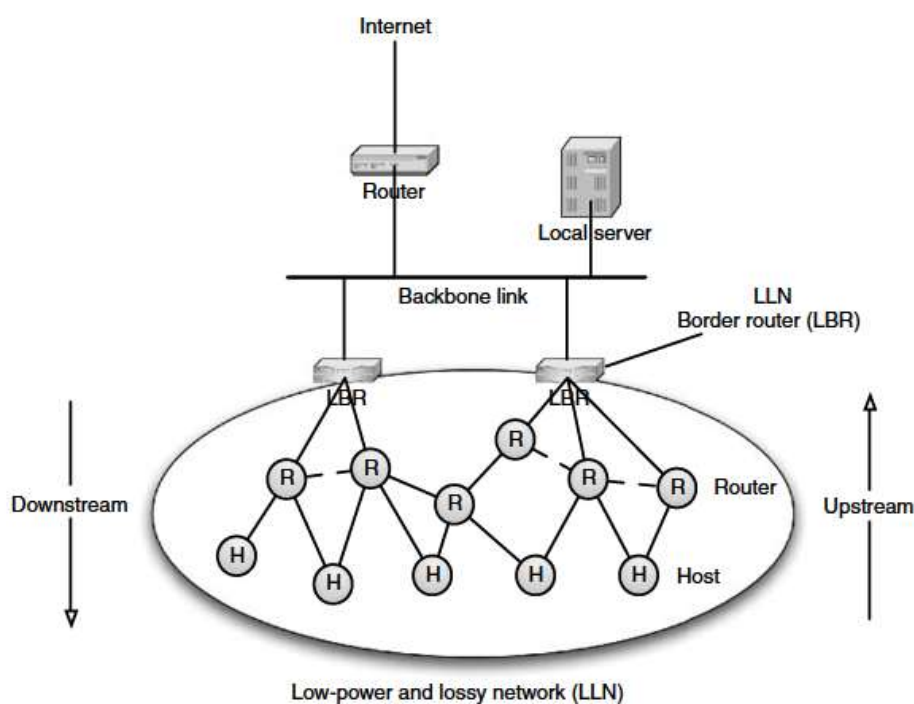 Internet
Router
Local server
Backbone link
LLN
Border router (LBR)
LBR
LBR
R
R
R
R
R
R
Router
Downstream
Upstream
H
H
H
H
H
Host
Low-power and lossy network (LLN)